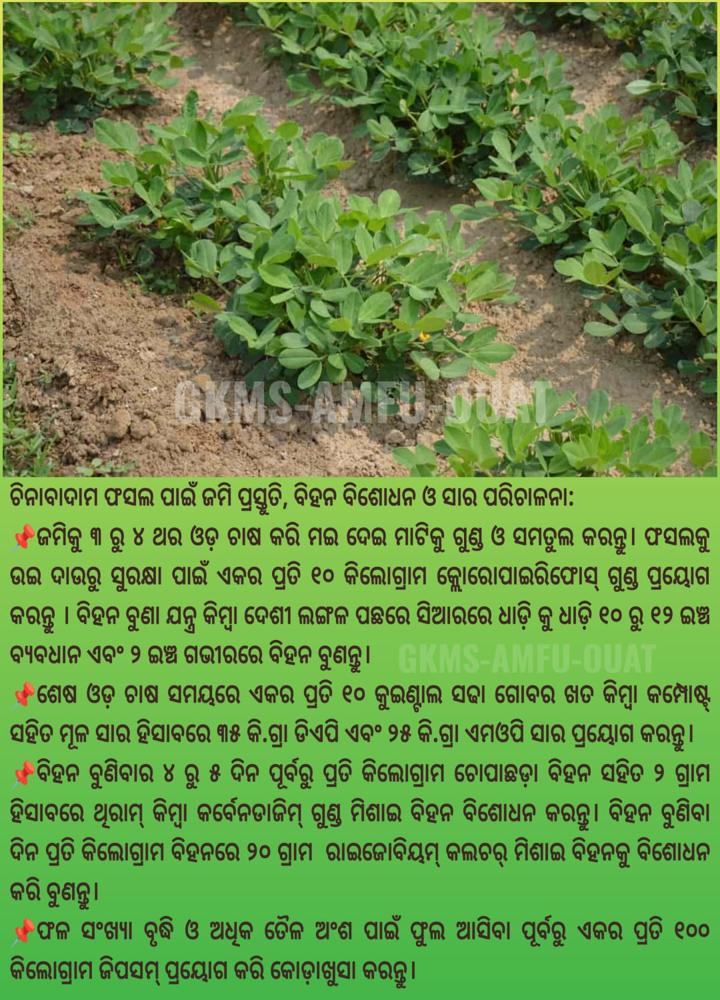 GKMS-AMFU-OUAT
ଚିନାବାଦାମ ଫସଲ ପାଇଁ ଜମି ପ୍ରସ୍ତୁତି, ବିହନ ବିଶୋଧନ ଓ ସାର ପରିଚାଳନା:
📌ଜମିକୁ ୩ ରୁ ୪ ଥର ଓଡ଼ ଚାଷ କରି ମଇ ଦେଇ ମାଟିକୁ ଗୁଣ୍ଡ ଓ ସମତୁଲ କରନ୍ତୁ। ଫସଲକୁ
ଉଇ ଦାଉରୁ ସୁରକ୍ଷା ପାଇଁ ଏକର ପ୍ରତି ୧୦ କିଲୋଗ୍ରାମ କ୍ଲୋରୋପାଇରିଫୋସ୍ ଗୁଣ୍ଡ ପ୍ରୟୋଗ
କରନ୍ତୁ । ବିହନ ବୁଣା ଯନ୍ତ୍ର କିମ୍ବା ଦେଶୀ ଲଙ୍ଗଳ ପଛରେ ସିଆରରେ ଧାଡ଼ି କୁ ଧାଡ଼ି ୧୦ ରୁ ୧୨ ଇଞ୍ଚ
ବ୍ୟବଧାନ ଏବଂ ୨ ଇଞ୍ଚ ଗଭୀରରେ ବିହନ ବୁଣନ୍ତୁ।
GKMS-AMFU-OUAT
📌ଶେଷ ଓଡ଼ ଚାଷ ସମୟରେ ଏକର ପ୍ରତି ୧୦ କୁଇଣ୍ଟାଲ ସଢା ଗୋବର ଖତ କିମ୍ବା କମ୍ପୋଷ୍ଟ୍
ସହିତ ମୂଳ ସାର ହିସାବରେ ୩୫ କି.ଗ୍ରା ଡିଏପି ଏବଂ ୨୫ କି.ଗ୍ରା ଏମଓପି ସାର ପ୍ରୟୋଗ କରନ୍ତୁ।
📌ବିହନ ବୁଣିବାର ୪ ରୁ ୫ ଦିନ ପୂର୍ବରୁ ପ୍ରତି କିଲୋଗ୍ରାମ ଚୋପାଛଡ଼ା ବିହନ ସହିତ ୨ ଗ୍ରାମ
ହିସାବରେ ଥିରାମ୍ କିମ୍ବା କର୍ବେନଡାଜିମ୍ ଗୁଣ୍ଡ ମିଶାଇ ବିହନ ବିଶୋଧନ କରନ୍ତୁ। ବିହନ ବୁଣିବା
ଦିନ ପ୍ରତି କିଲୋଗ୍ରାମ ବିହନରେ ୨୦ ଗ୍ରାମ ରାଇଜୋବିୟମ୍ କଲଚର୍ ମିଶାଇ ବିହନକୁ ବିଶୋଧନ
କରି ବୁଣନ୍ତୁ।
📌ଫଳ ସଂଖ୍ୟା ବୃଦ୍ଧି ଓ ଅଧିକ ତୈଳ ଅଂଶ ପାଇଁ ଫୁଲ ଆସିବା ପୂର୍ବରୁ ଏକର ପ୍ରତି ୧୦୦
କିଲୋଗ୍ରାମ ଜିପସମ୍ ପ୍ରୟୋଗ କରି କୋଡ଼ାଖୁସା କରନ୍ତୁ।